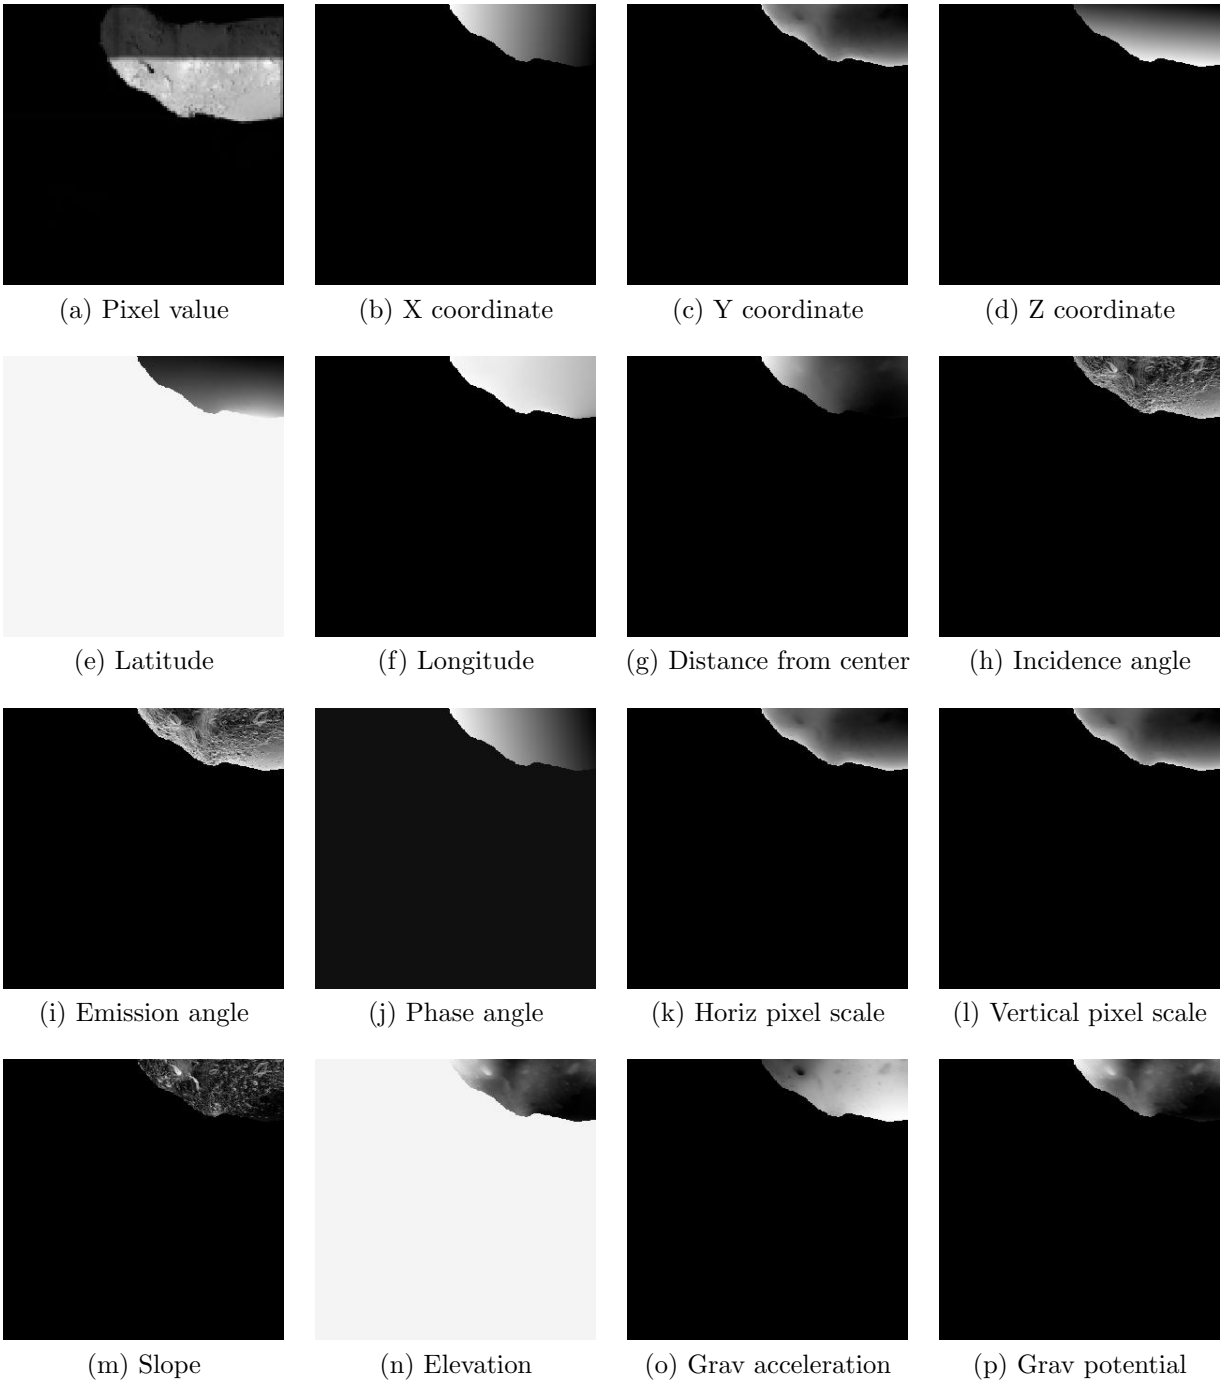 (a) Pixel value
(b) X coordinate
(c) Y coordinate
(d) Z coordinate
(e) Latitude
(f) Longitude
(g) Distance from center
(h) Incidence angle
(i) Emission angle
(j) Phase angle
(k) Horiz pixel scale
(l) Vertical pixel scale
(m) Slope
(n) Elevation
(o) Grav acceleration
(p) Grav potential